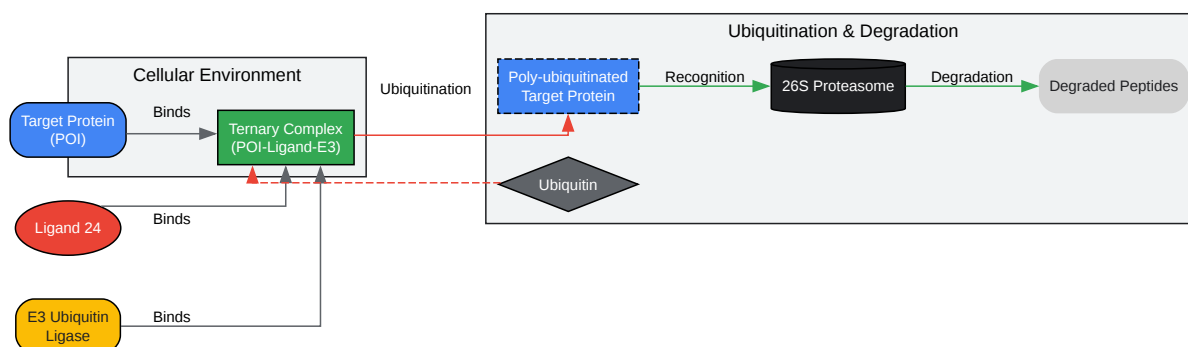 Ubiquitination & Degradation
Cellular Environment
Ubiquitination
Poly-ubiquitinated
Target Protein
Recognition
26S Proteasome
Degradation
Degraded Peptides
Target Protein
(POI)
Binds
Ternary Complex
(POI-Ligand-E3)
Ubiquitin
Ligand 24
Binds
E3 Ubiquitin
Ligase
Binds